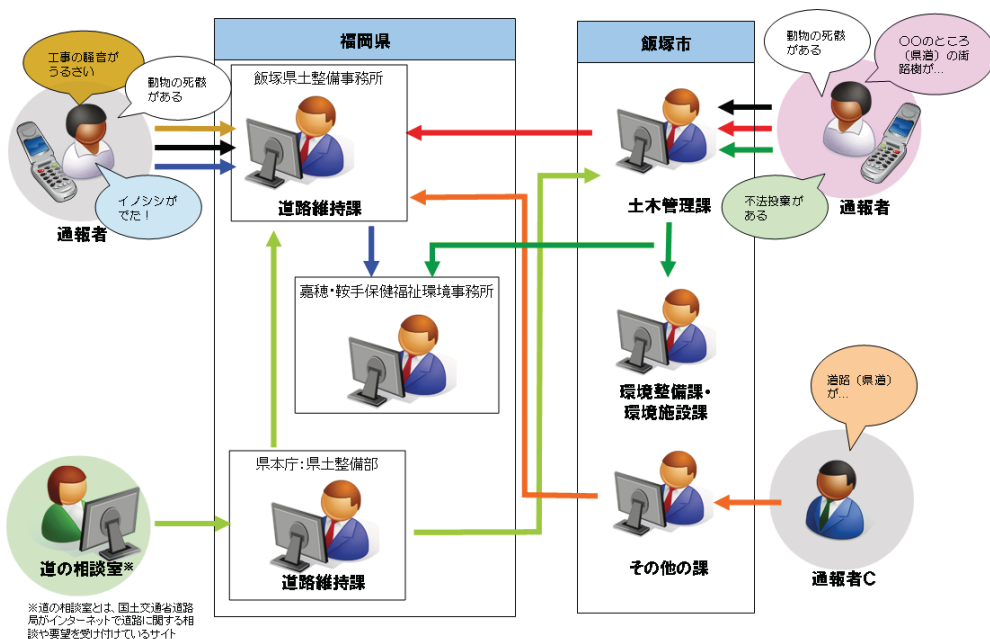 福岡県
飯塚市
工事の騒音が
うるさい
動物の死骸
がある
イノシシが
でた！
通報者
飯塚県土整備事務所
道路維持課
土木管理課
動物の死骸
がある
〇〇のところ
（県道）の街
路樹が…
不法投棄が
ある
通報者
嘉穂・鞍手保健福祉環境事務所
環境整備課・
環境施設課
道路（県道）
が…
県本庁：県土整備部
道路維持課
その他の課
通報者C
道の相談室※
※道の相談室とは、国土交通省道路
局がインターネットで道路に関する相
談や要望を受け付けているサイト